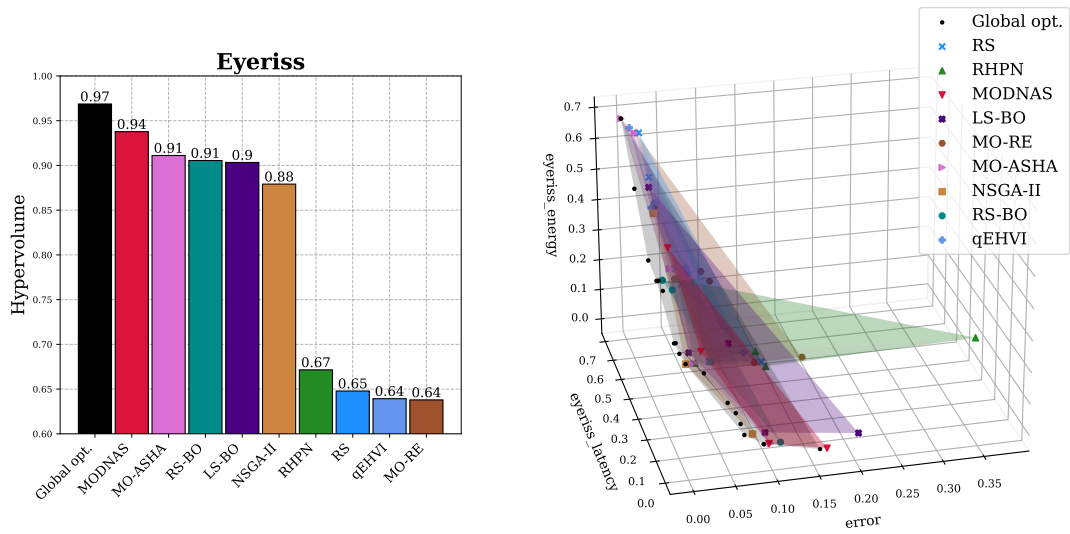 Eyeriss
Hypervolume
1.00
0.95
0.90
0.85
0.80
0.75
0.70
0.65
0.60
0.97
0.94
0.91
0.91
0.9
0.88
0.67
0.65
0.64
0.64
Global opt.
MODNAS
MO-ASHA
RS-BO
LS-BO
NSGA-II
RHPN
RS
qEHVI
MO-RE
Global opt.
RS
RHPN
MODNAS
LS-BO
MO-RE
MO-ASHA
NSGA-II
RS-BO
qEHVI
eyeriss_energy
0.7
0.6
0.5
0.4
0.3
0.2
0.1
0.0
eyeriss_latency
0.7
0.6
0.5
0.4
0.3
0.2
0.1
0.0
0.00
0.05
0.10
0.15
0.20
0.25
0.30
0.35
error